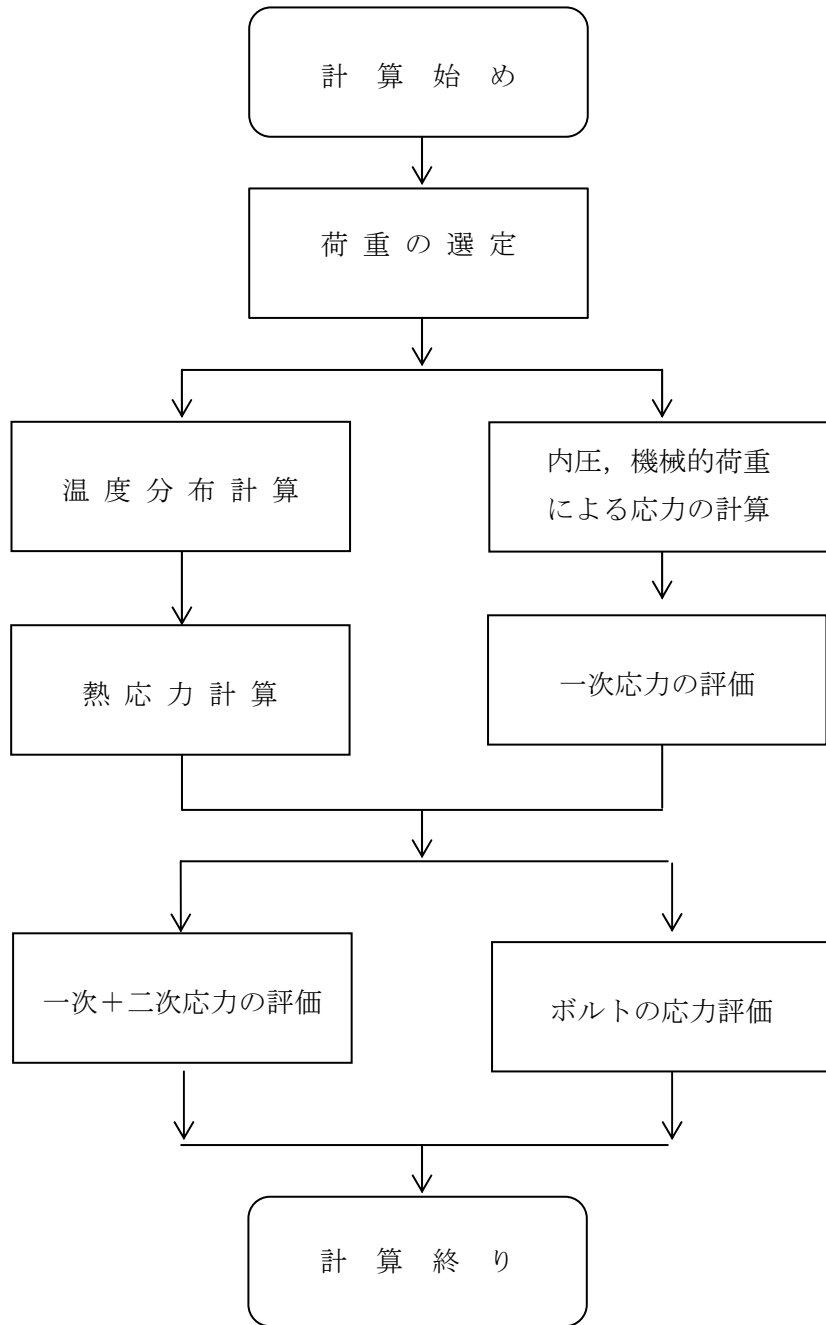 計 算 始 め
荷 重 の 選 定
温 度 分 布 計 算
内圧，機械的荷重
による応力の計算
熱 応 力 計 算
一次応力の評価
一次＋二次応力の評価
ボルトの応力評価
計 算 終 り